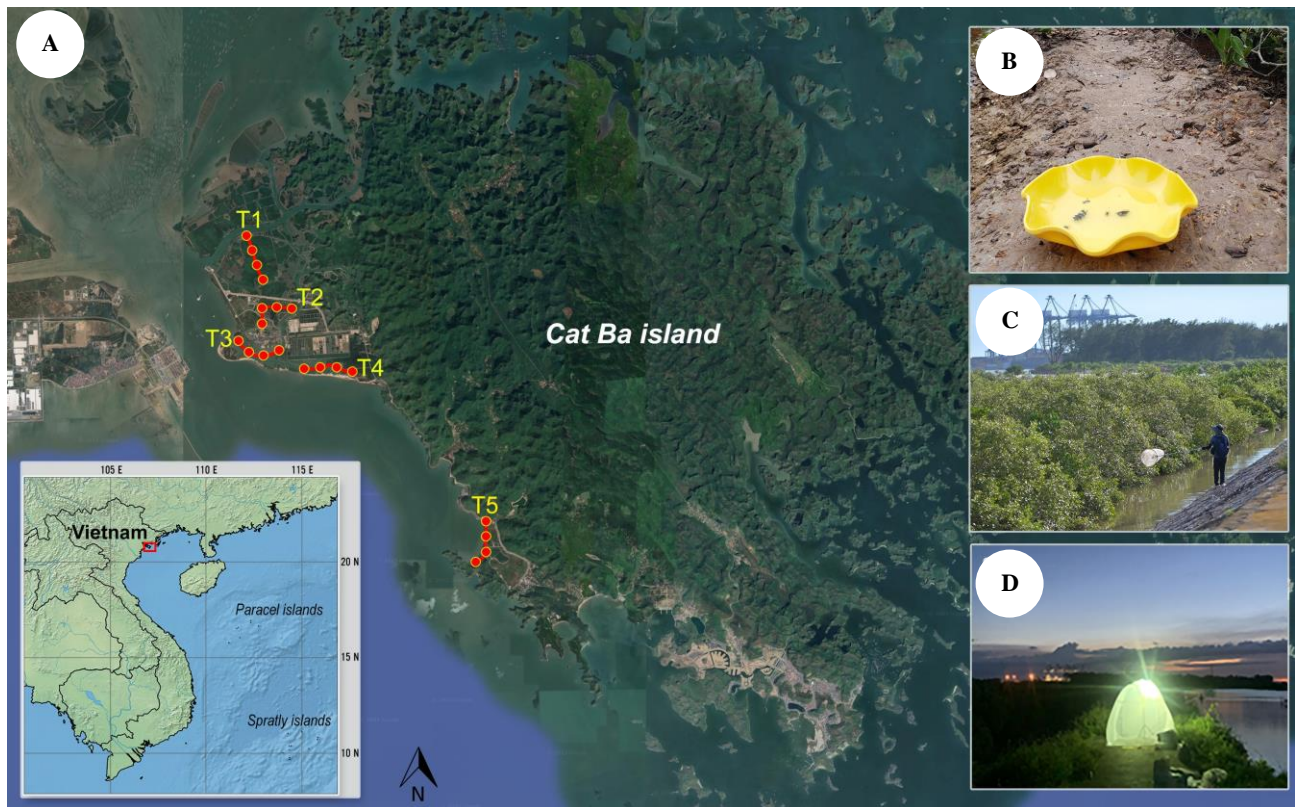 A
B
T1
T2
T3
T4
Cat Ba island
C
T5
105 E 110 E 115 E
Vietnam
20 N
Paracel islands
15 N
Spratly islands
10 N
N
D